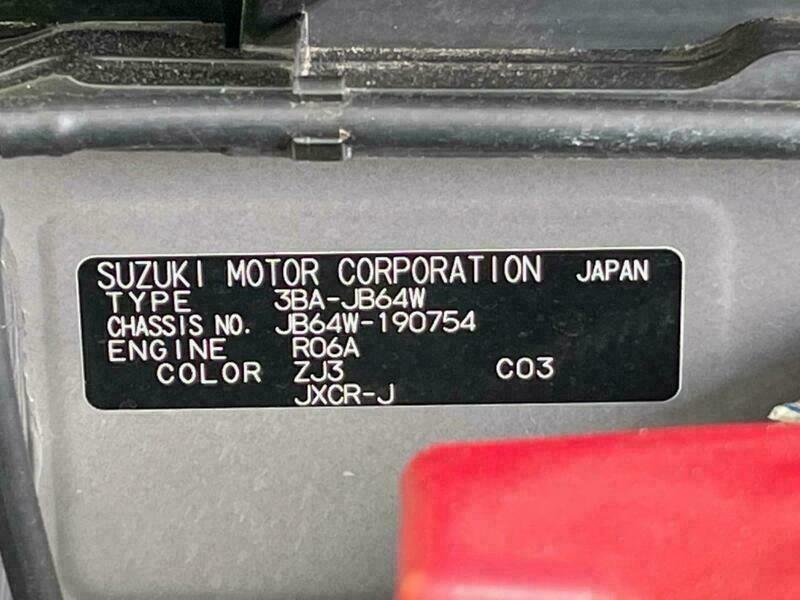 SUZUKI MOTOR CORPORATION JAPAN
TYPE 3BA-JB64W
CHASSIS NO. JB64W-190754
ENGINE R06A
COLOR ZJ3 C03
JXCR-J